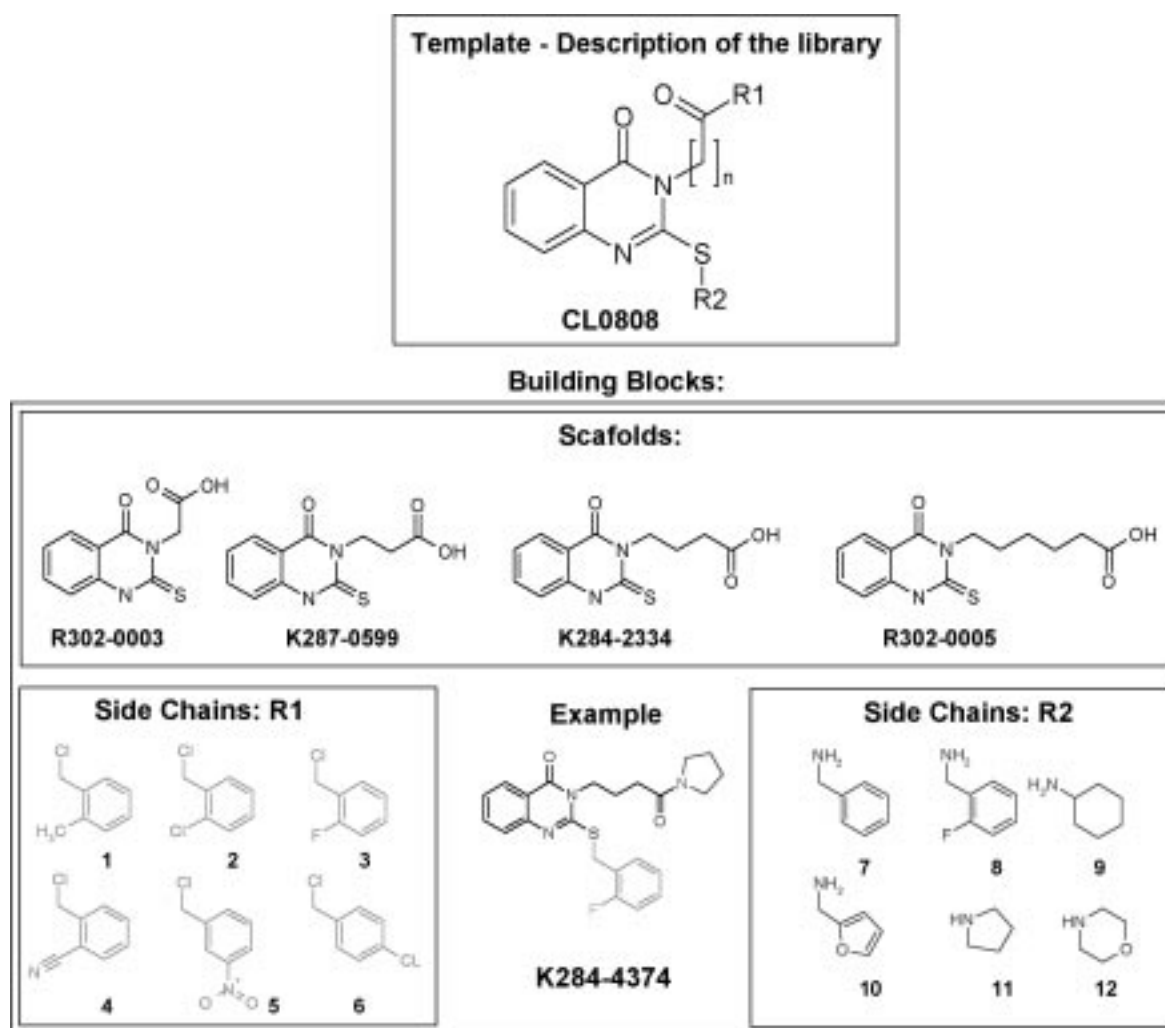 Template - Description of the library
O
R1
O
N
n
N
S
R2
CL0808
Building Blocks:
Scafolds:
O
OH
O
N
N
S
O
O
N
OH
N
S
O
N
OH
O
N
S
O
N
OH
O
N
S
R302-0003
K287-0599
K284-2334
R302-0005
Side Chains: R1
Cl
H₃C
1
Cl
Cl
2
Cl
F
3
Cl
N
4
Cl
N⁺
O
O⁻
5
Cl
CL
6
Example
O
N
N
O
N
S
F
K284-4374
Side Chains: R2
NH₂
7
NH₂
F
8
H₂N
9
NH₂
O
10
HN
11
HN
O
12